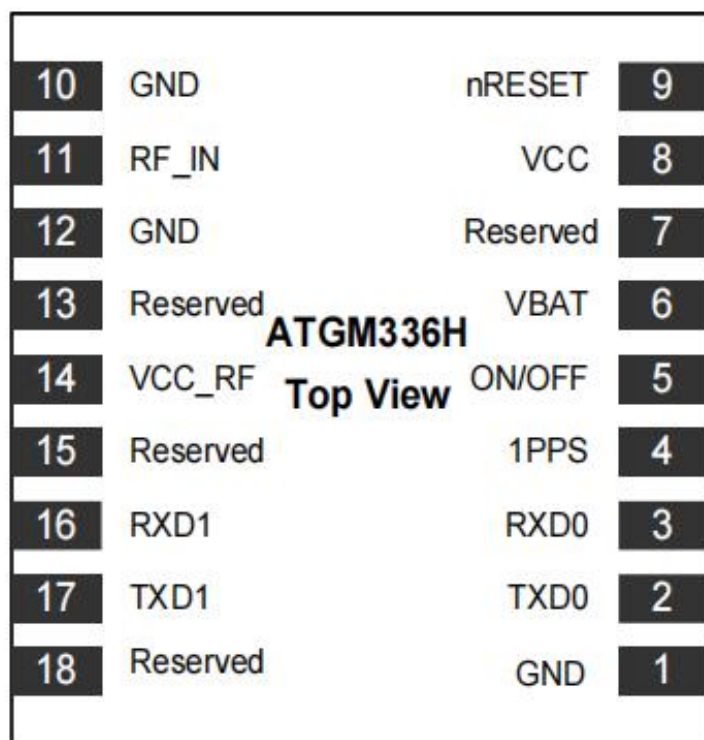 10 GND nRESET 9
11 RF_IN VCC 8
12 GND Reserved 7
13 Reserved VBAT 6
ATGM336H
14 VCC_RF ON/OFF 5
Top View
15 Reserved 1PPS 4
16 RXD1 RXD0 3
17 TXD1 TXD0 2
18 Reserved GND 1